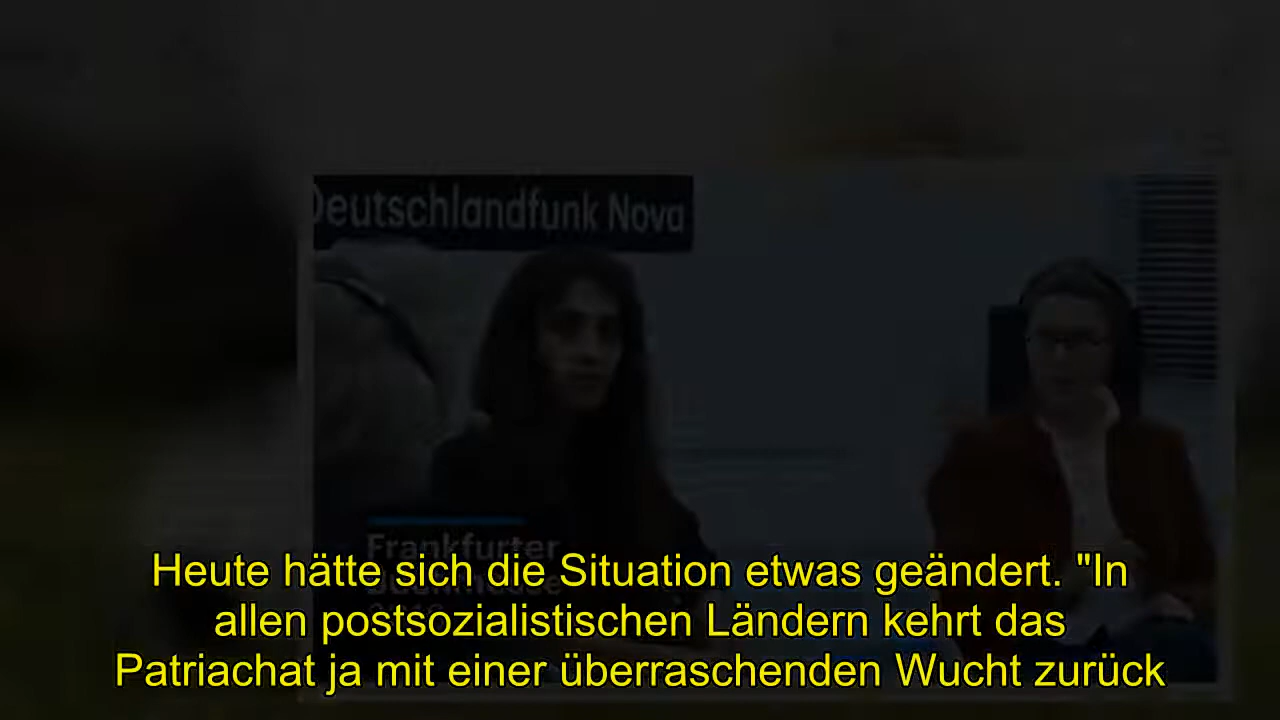 Deutschlandfunk Nova
Frankfurter
Heute hätte sich die Situation etwas geändert. "In
allen postsozialistischen Ländern kehrt das
Patriachat ja mit einer überraschenden Wucht zurück